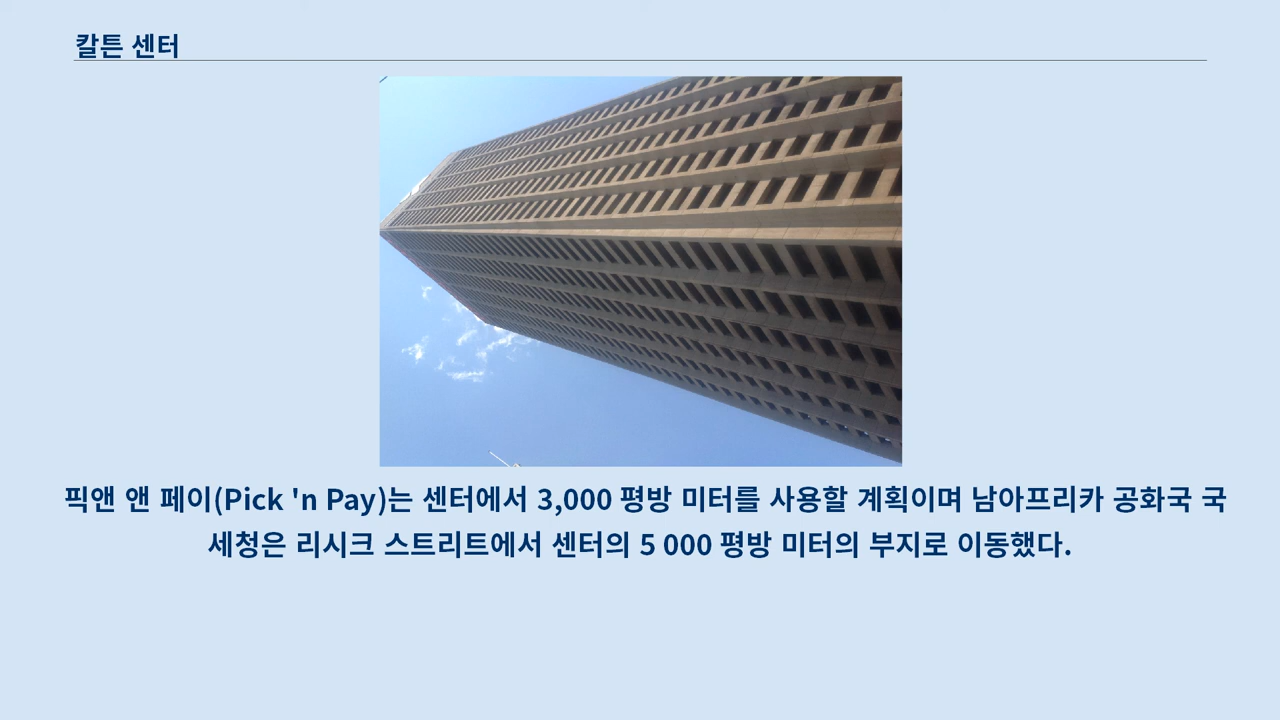 칼튼 센터
픽앤 앤 페이(Pick 'n Pay)는 센터에서 3,000 평방 미터를 사용할 계획이며 남아프리카 공화국 국
세청은 리시크 스트리트에서 센터의 5 000 평방 미터의 부지로 이동했다.